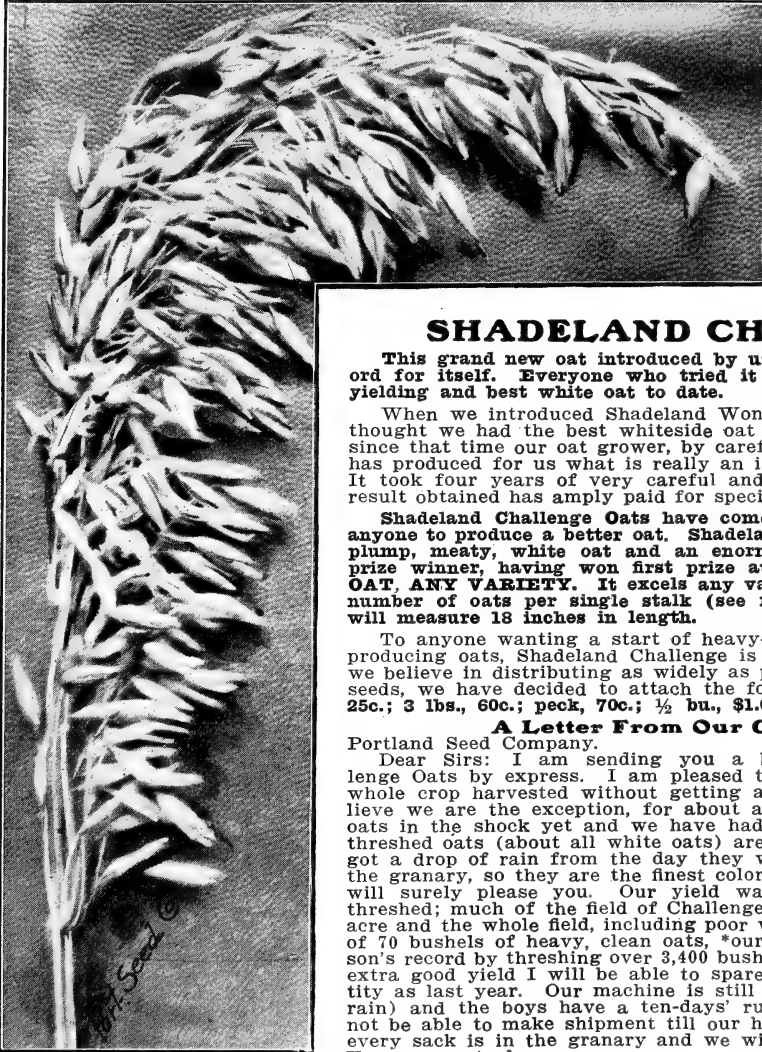 SHADELAND CH
This grand new oat introduced by u
ord for itself. Everyone who tried it
yielding and best white oat to date.
When we introduced Shadeland Won
thought we had the best whiteside oat
since that time our oat grower, by caref
has produced for us what is really an i
It took four years of very careful and
result obtained has amply paid for speci
Shadeland Challenge Oats have com
anyone to produce a better oat. Shadela
plump, meaty, white oat and an enorm
prize winner, having won first prize a
OAT, ANY VARIETY. It excels any va
number of oats per single stalk (see
will measure 18 inches in length.
To anyone wanting a start of heavy-
producing oats, Shadeland Challenge is
we believe in distributing as widely as
seeds, we have decided to attach the fo
25c.; 3 lbs., 60c.; peck, 70c.; ½ bu., $1.
A Letter From Our
Portland Seed Company.
Dear Sirs: I am sending you a
lenge Oats by express. I am pleased t
whole crop harvested without getting a
lieve we are the exception, for about a
oats in the shock yet and we have had
threshed oats (about all white oats) are
got a drop of rain from the day they
the granary, so they are the finest color
will surely please you. Our yield wa
threshed; much of the field of Challenge
acre and the whole field, including poor
of 70 bushels of heavy, clean oats, *our
son's record by threshing over 3,400 bush
extra good yield I will be able to spare
tity as last year. Our machine is still
rain) and the boys have a ten-days' ru
not be able to make shipment till our h
every sack is in the granary and we wi
Seed ©